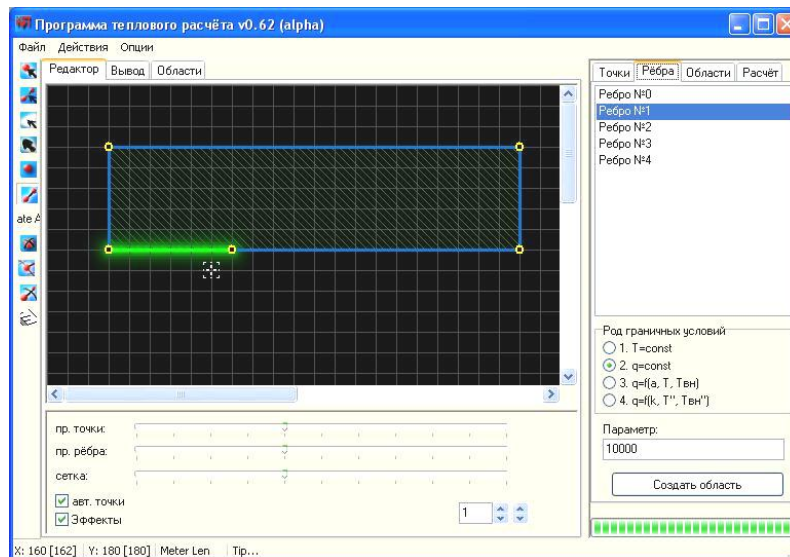 Программа теплового расчёта v0.62 (alpha)
Файл Действия Опции
Редактор Вывод Области
Точки Рёбра Области Расчёт
Ребро №0
Ребро №1
Ребро №2
Ребро №3
Ребро №4
ate A
Род граничных условий
1. T=const
2. q=const
3. q=f(a, T, Tвн)
4. q=f(k, T", Tвн")
Параметр:
10000
Создать область
пр. точки:
пр. рёбра:
сетка:
авт. точки
Эффекты
1
X: 160 [162] Y: 180 [180] Meter Len Tip...